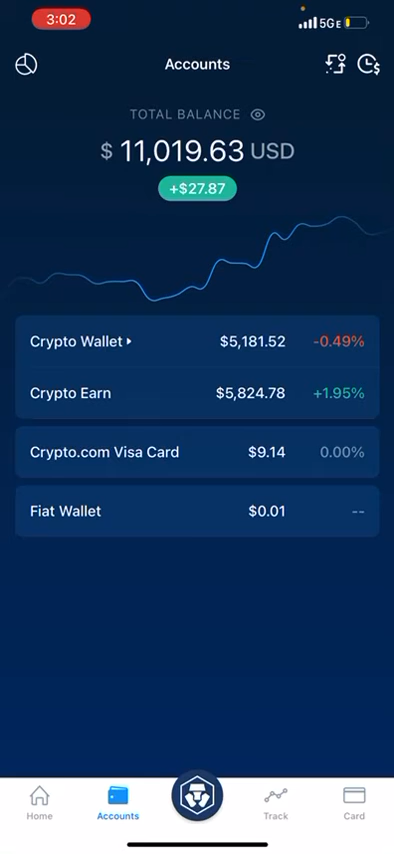 3:02 5GE
Accounts
TOTAL BALANCE
$ 11,019.63 USD
+$27.87
Crypto Wallet $5,181.52 -0.49%
Crypto Earn $5,824.78 +1.95%
Crypto.com Visa Card $9.14 0.00%
Fiat Wallet $0.01 --
Home Accounts Track Card